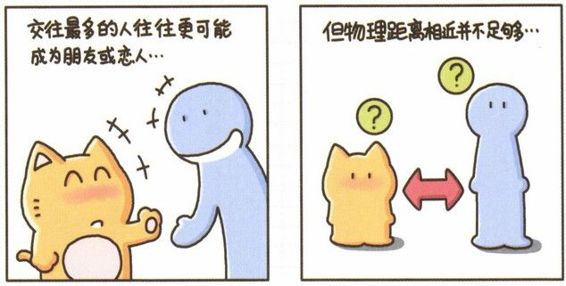 交往最多的人往往更可能
成为朋友或恋人…
但物理距离相近并不足够…
?
?